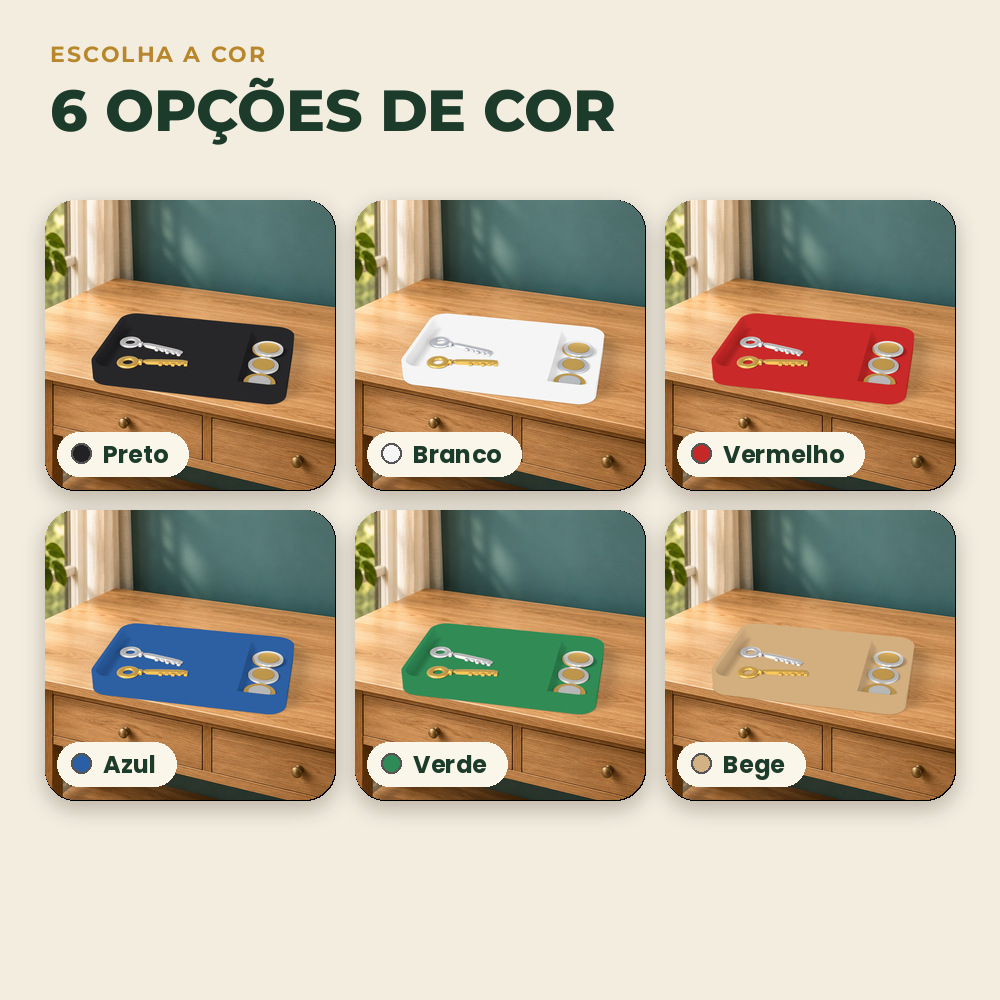 ESCOLHA A COR
6 OPÇÕES DE COR
Preto
Branco
Vermelho
Azul
Verde
Bege